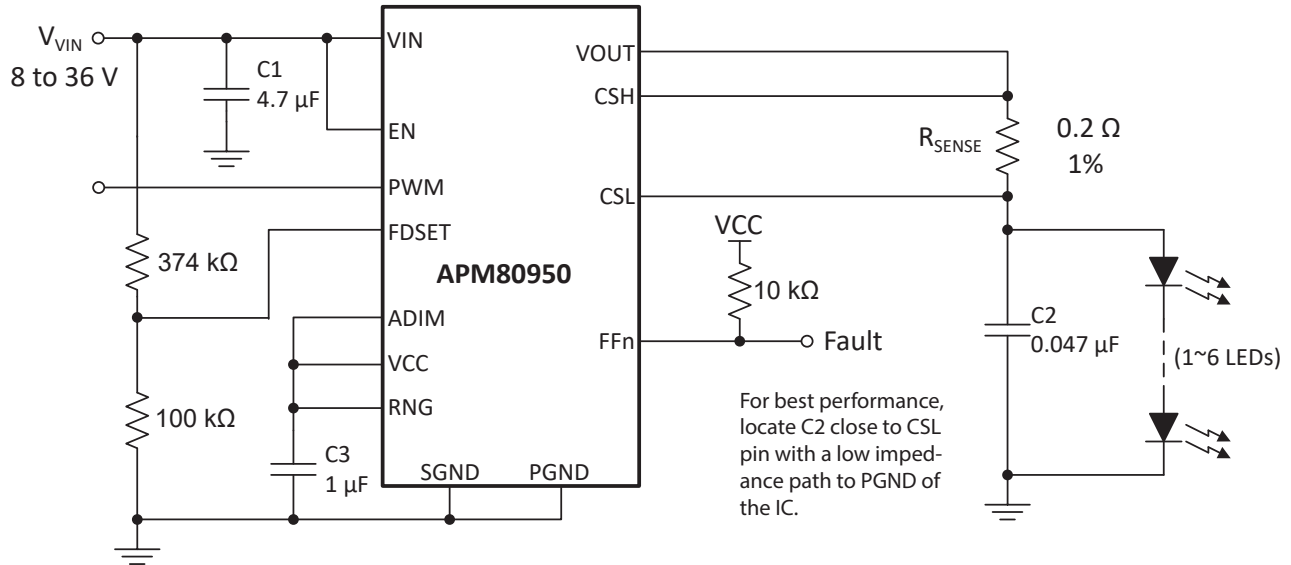 V_VIN
8 to 36 V
C1
4.7 µF
374 kΩ
100 kΩ
C3
1 µF
VIN
EN
PWM
FDSET
APM80950
ADIM
VCC
RNG
SGND
PGND
VOUT
CSH
CSL
FFn
R_SENSE
0.2 Ω
1%
VCC
10 kΩ
Fault
C2
0.047 µF
(1~6 LEDs)
For best performance,
locate C2 close to CSL
pin with a low imped-
ance path to PGND of
the IC.